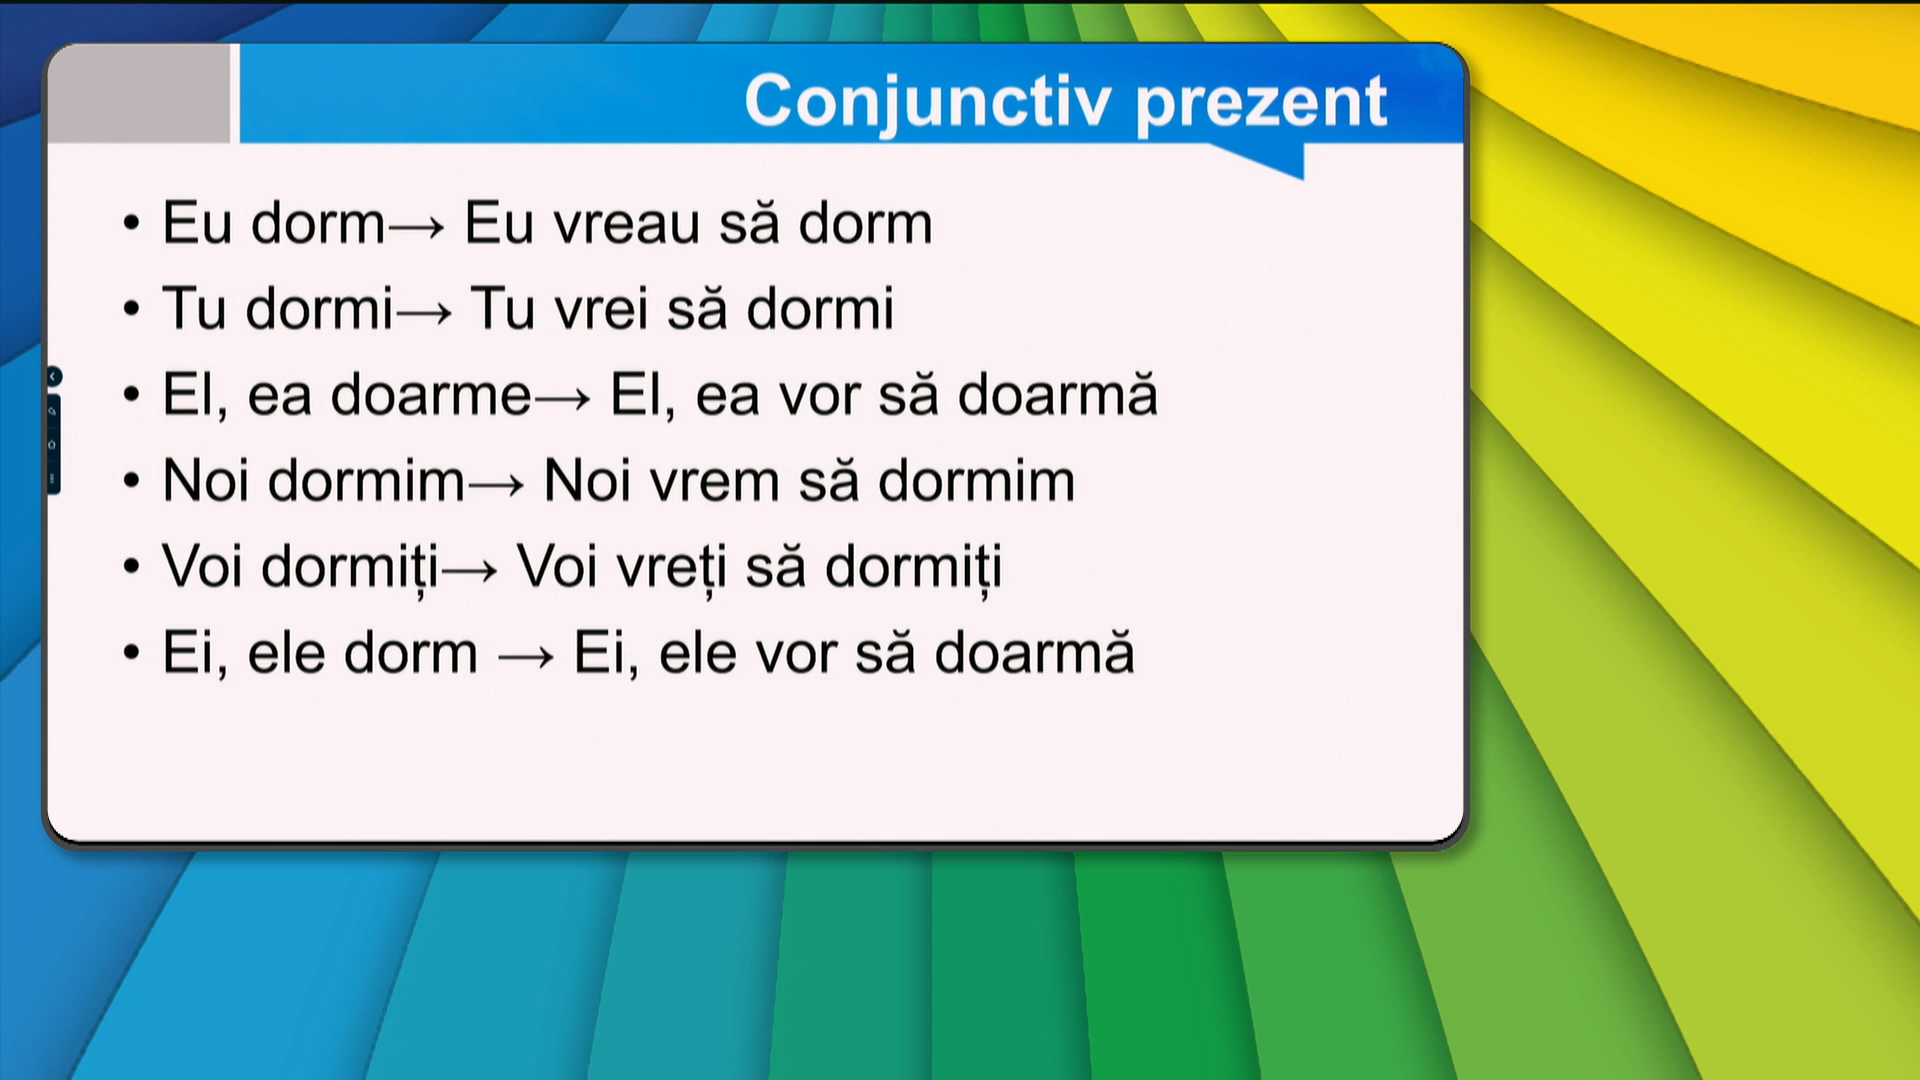 Conjunctiv prezent
• Eu dorm→ Eu vreau să dorm
• Tu dormi→ Tu vrei să dormi
• El, ea doarme→ El, ea vor să doarmă
• Noi dormim→ Noi vrem să dormim
• Voi dormiți→ Voi vreți să dormiți
• Ei, ele dorm → Ei, ele vor să doarmă